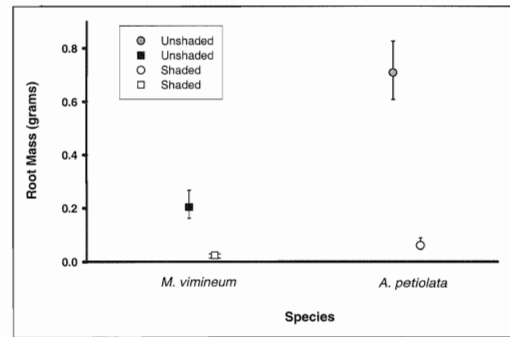 Root Mass (grams)
0.8
0.6
0.4
0.2
0.0
Unshaded
Unshaded
Shaded
Shaded
M. vimineum
A. petiolata
Species